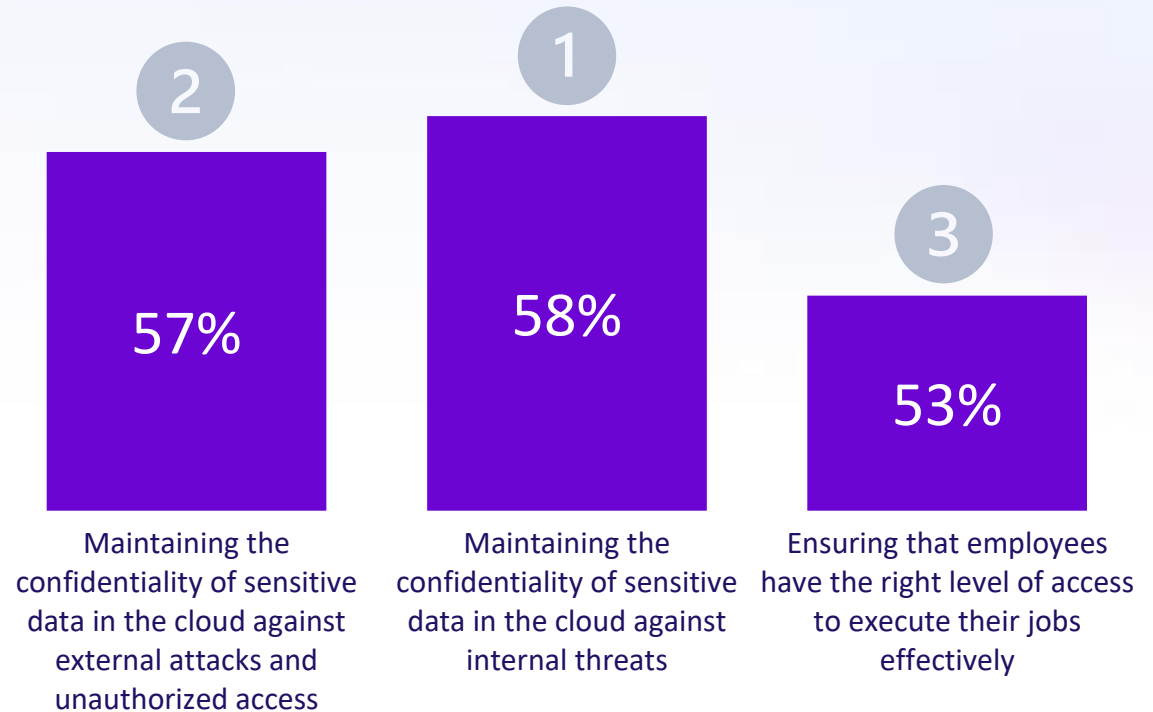 2
1
3
57%
58%
53%
Maintaining the
confidentiality of sensitive
data in the cloud against
external attacks and
unauthorized access
Maintaining the
confidentiality of sensitive
data in the cloud against
internal threats
Ensuring that employees
have the right level of access
to execute their jobs
effectively